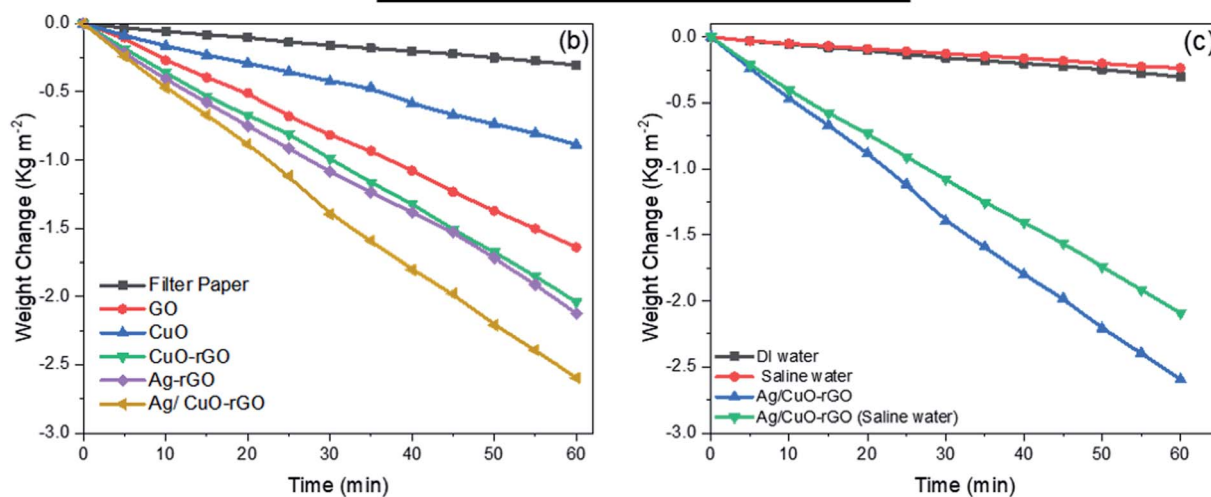 (b)
0.0
-0.5
-1.0
-1.5
-2.0
-2.5
-3.0
Weight Change (Kg m-2)
Filter Paper
GO
CuO
CuO-rGO
Ag-rGO
Ag/ CuO-rGO
0 10 20 30 40 50 60
Time (min)
(c)
0.0
-0.5
-1.0
-1.5
-2.0
-2.5
-3.0
Weight Change (Kg m-2)
DI water
Saline water
Ag/CuO-rGO
Ag/CuO-rGO (Saline water)
0 10 20 30 40 50 60
Time (min)